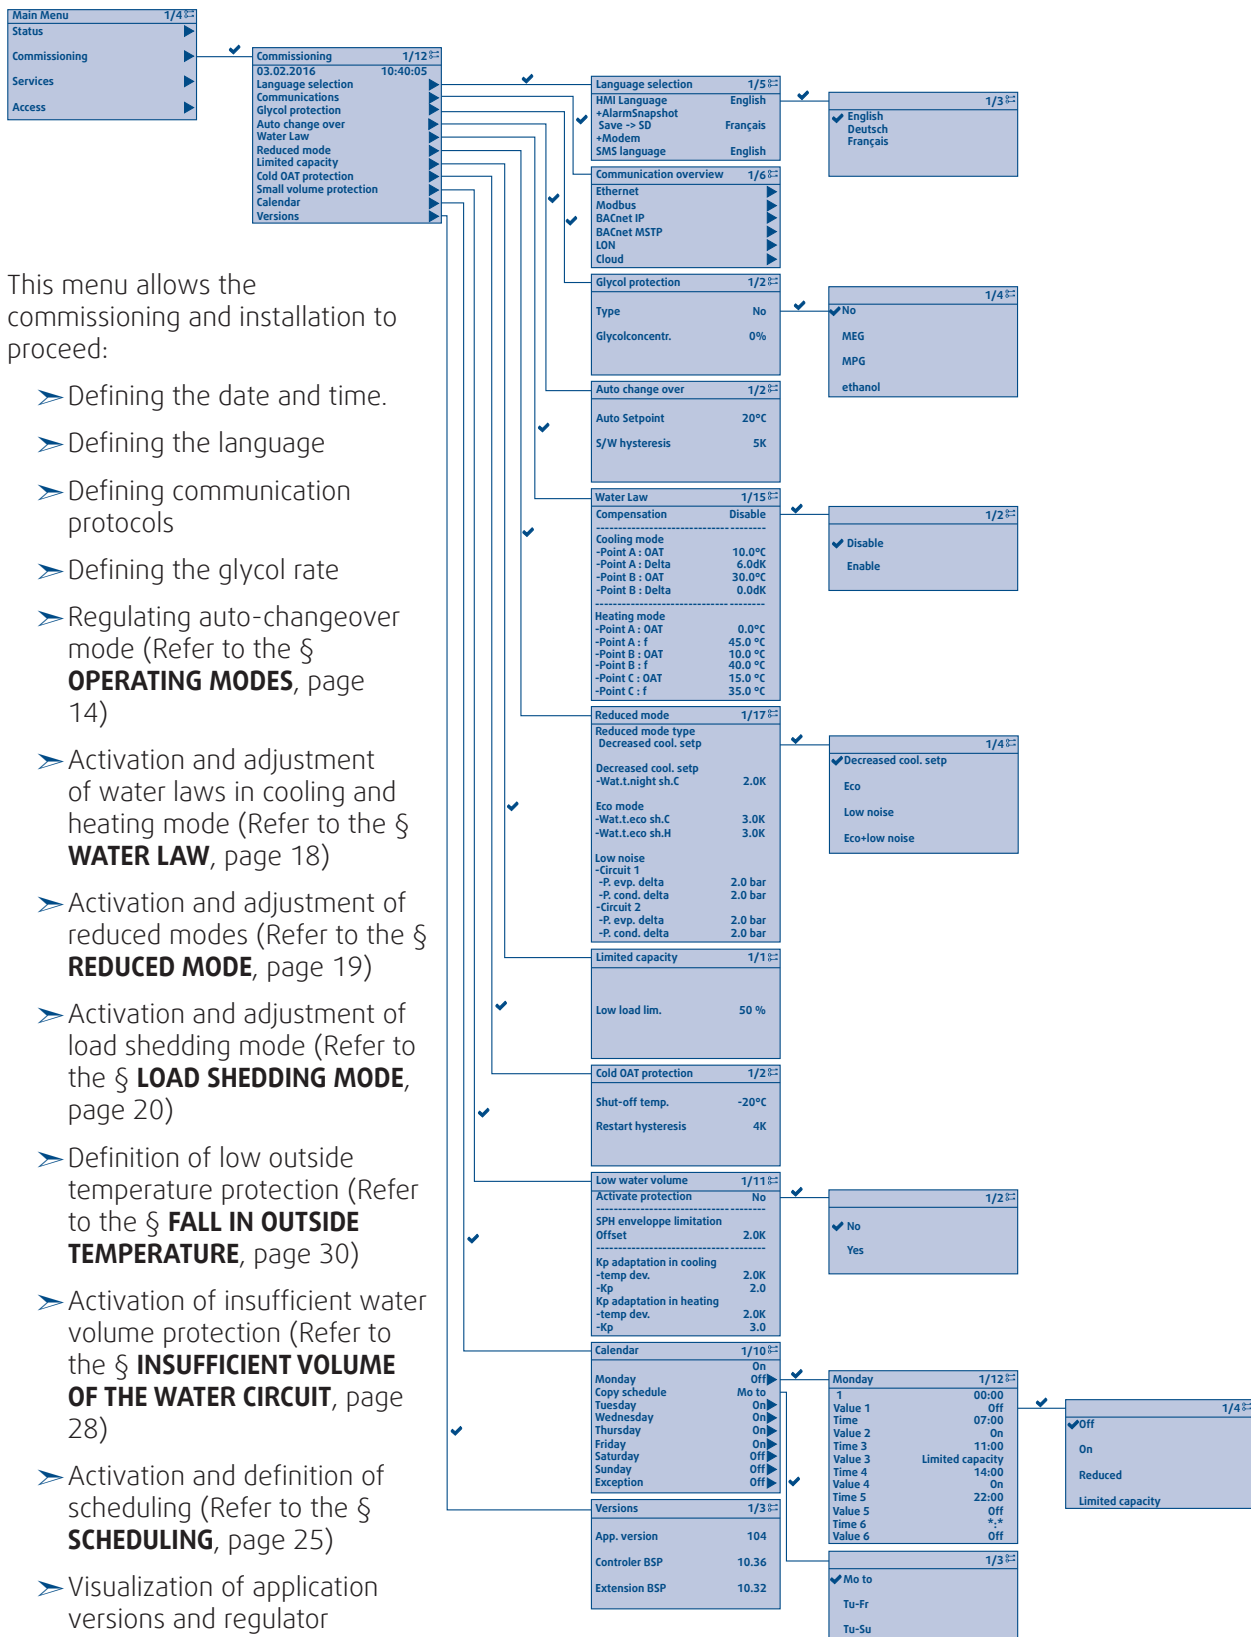 Main Menu 1/4
Status
Commissioning
Services
Access
Commissioning 1/12
03.02.2016 10:40:05
Language selection
Communications
Glycol protection
Auto change over
Water Law
Reduced mode
Limited capacity
Cold OAT protection
Small volume protection
Calendar
Versions
This menu allows the
commissioning and installation to
proceed:
➢ Defining the date and time.
➢ Defining the language
➢ Defining communication
protocols
➢ Defining the glycol rate
➢ Regulating auto-changeover
mode (Refer to the §
OPERATING MODES, page
14)
➢ Activation and adjustment
of water laws in cooling and
heating mode (Refer to the §
WATER LAW, page 18)
➢ Activation and adjustment of
reduced modes (Refer to the §
REDUCED MODE, page 19)
➢ Activation and adjustment of
load shedding mode (Refer to
the § LOAD SHEDDING MODE,
page 20)
➢ Definition of low outside
temperature protection (Refer
to the § FALL IN OUTSIDE
TEMPERATURE, page 30)
➢ Activation of insufficient water
volume protection (Refer to
the § INSUFFICIENT VOLUME
OF THE WATER CIRCUIT, page
28)
➢ Activation and definition of
scheduling (Refer to the §
SCHEDULING, page 25)
➢ Visualization of application
versions and regulator
Language selection 1/5
HMI Language English
+AlarmSnapshot
Save -> SD Français
+Modem
SMS language English
1/3
English
Deutsch
Français
Communication overview 1/6
Ethernet
Modbus
BACnet IP
BACnet MSTP
LON
Cloud
Glycol protection 1/2
Type No
Glycolconcentr. 0%
1/4
No
MEG
MPG
ethanol
Auto change over 1/2
Auto Setpoint 20°C
S/W hysteresis 5K
Water Law 1/15
Compensation Disable
------------------------------
Cooling mode
-Point A : OAT 10.0°C
-Point A : Delta 6.0dK
-Point B : OAT 30.0°C
-Point B : Delta 0.0dK
------------------------------
Heating mode
-Point A : OAT 0.0°C
-Point A : f 45.0 °C
-Point B : OAT 10.0 °C
-Point B : f 40.0 °C
-Point C : OAT 15.0 °C
-Point C : f 35.0 °C
1/2
Disable
Enable
Reduced mode 1/17
Reduced mode type
Decreased cool. setp
Decreased cool. setp
-Wat.t.night sh.C 2.0K
Eco mode
-Wat.t.eco sh.C 3.0K
-Wat.t.eco sh.H 3.0K
Low noise
-Circuit 1
-P. evp. delta 2.0 bar
-P. cond. delta 2.0 bar
-Circuit 2
-P. evp. delta 2.0 bar
-P. cond. delta 2.0 bar
1/4
Decreased cool. setp
Eco
Low noise
Eco+low noise
Limited capacity 1/1
Low load lim. 50 %
Cold OAT protection 1/2
Shut-off temp. -20°C
Restart hysteresis 4K
Low water volume 1/11
Activate protection No
------------------------------
SPH enveloppe limitation
Offset 2.0K
------------------------------
Kp adaptation in cooling
-temp dev. 2.0K
-Kp 2.0
Kp adaptation in heating
-temp dev. 2.0K
-Kp 3.0
1/2
No
Yes
Calendar 1/10
On
Monday Off
Copy schedule Mo to
Tuesday On
Wednesday On
Thursday On
Friday On
Saturday Off
Sunday Off
Exception Off
Monday 1/12
1 00:00
Value 1 Off
Time 07:00
Value 2 On
Time 3 11:00
Value 3 Limited capacity
Time 4 14:00
Value 4 On
Time 5 22:00
Value 5 Off
Time 6 *:*
Value 6 Off
1/4
Off
On
Reduced
Limited capacity
Versions 1/3
App. version 104
Controler BSP 10.36
Extension BSP 10.32
1/3
Mo to
Tu-Fr
Tu-Su